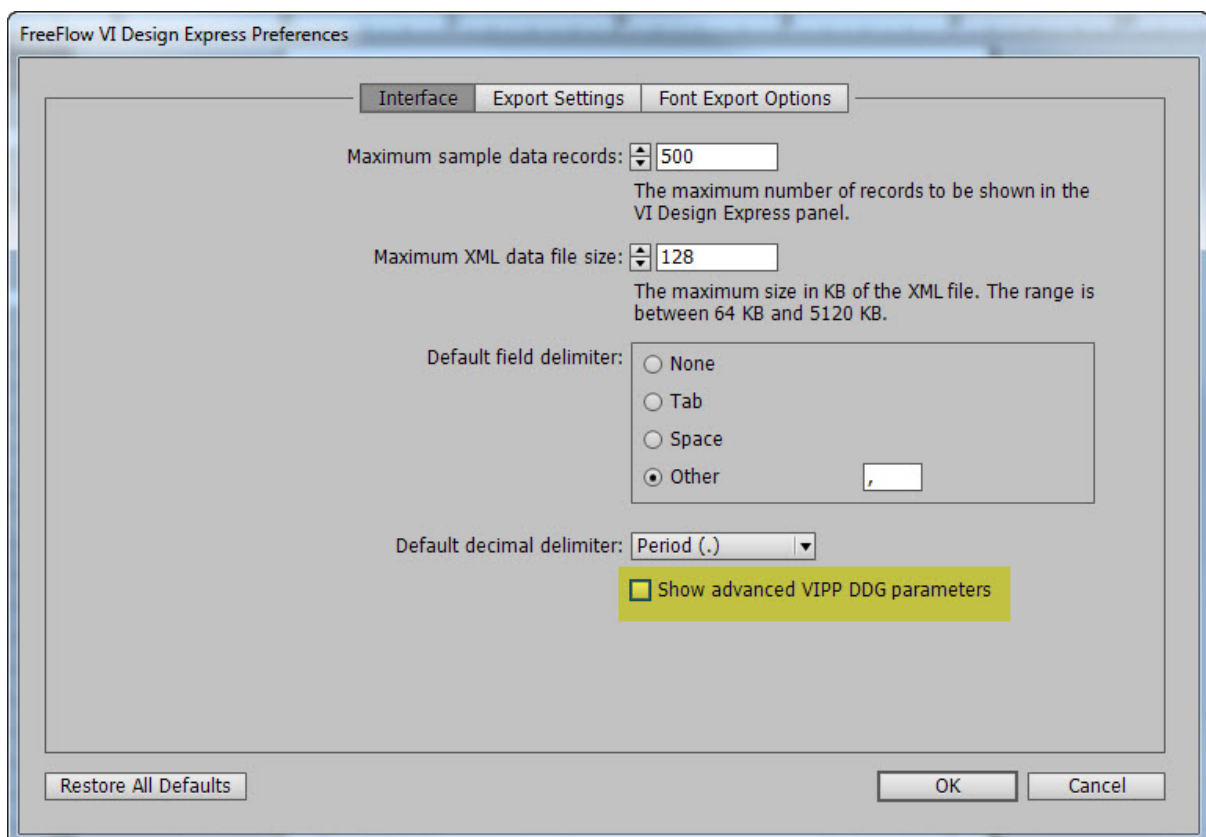 FreeFlow VI Design Express Preferences
Interface
Export Settings
Font Export Options
Maximum sample data records: 500
The maximum number of records to be shown in the
VI Design Express panel.
Maximum XML data file size: 128
The maximum size in KB of the XML file. The range is
between 64 KB and 5120 KB.
Default field delimiter:
None
Tab
Space
Other ,
Default decimal delimiter: Period (.)
Show advanced VIPP DDG parameters
Restore All Defaults
OK
Cancel